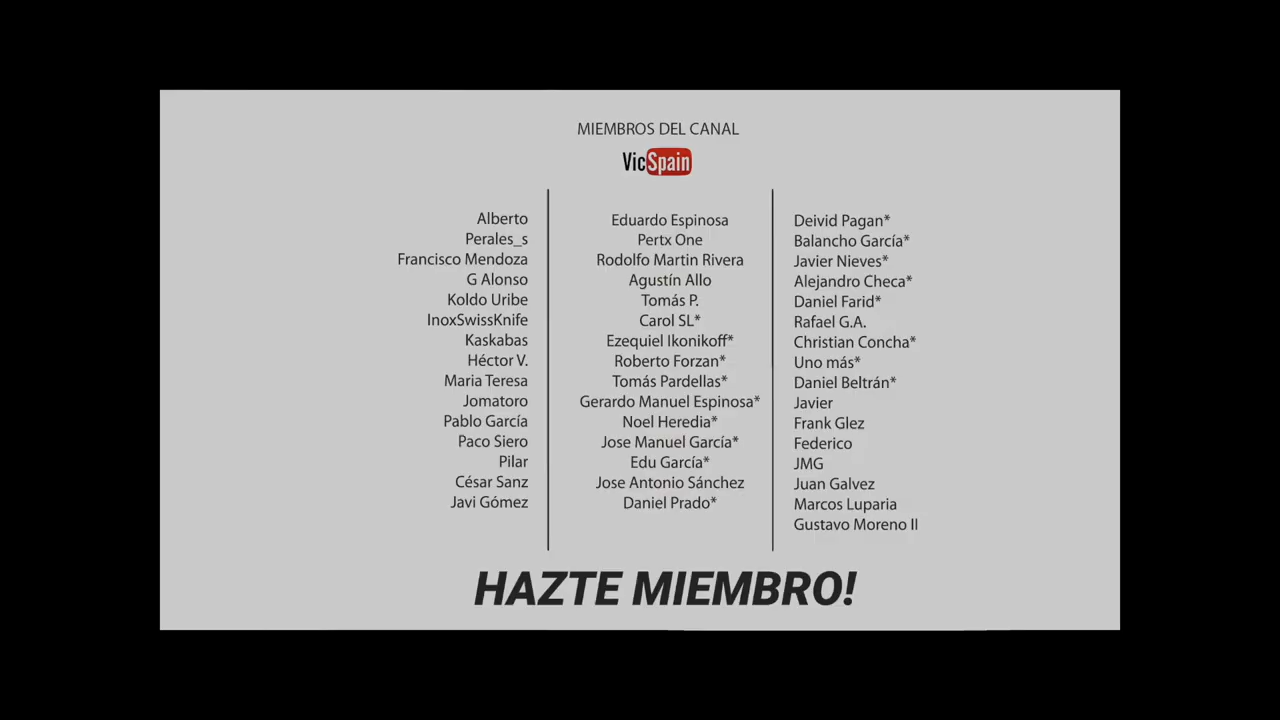 MIEMBROS DEL CANAL
VicSpain
Alberto
Perales_s
Francisco Mendoza
G Alonso
Koldo Uribe
InoxSwissKnife
Kaskabas
Héctor V.
Maria Teresa
Jomatoro
Pablo García
Paco Siero
Pilar
César Sanz
Javi Gómez
Eduardo Espinosa
Pertx One
Rodolfo Martin Rivera
Agustín Allo
Tomás P.
Carol SL*
Ezequiel Ikonikoff*
Roberto Forzan*
Tomás Pardellas*
Gerardo Manuel Espinosa*
Noel Heredia*
Jose Manuel García*
Edu García*
Jose Antonio Sánchez
Daniel Prado*
Deivid Pagan*
Balancho García*
Javier Nieves*
Alejandro Checa*
Daniel Farid*
Rafael G.A.
Christian Concha*
Uno más*
Daniel Beltrán*
Javier
Frank Glez
Federico
JMG
Juan Galvez
Marcos Luparia
Gustavo Moreno II
HAZTE MIEMBRO!